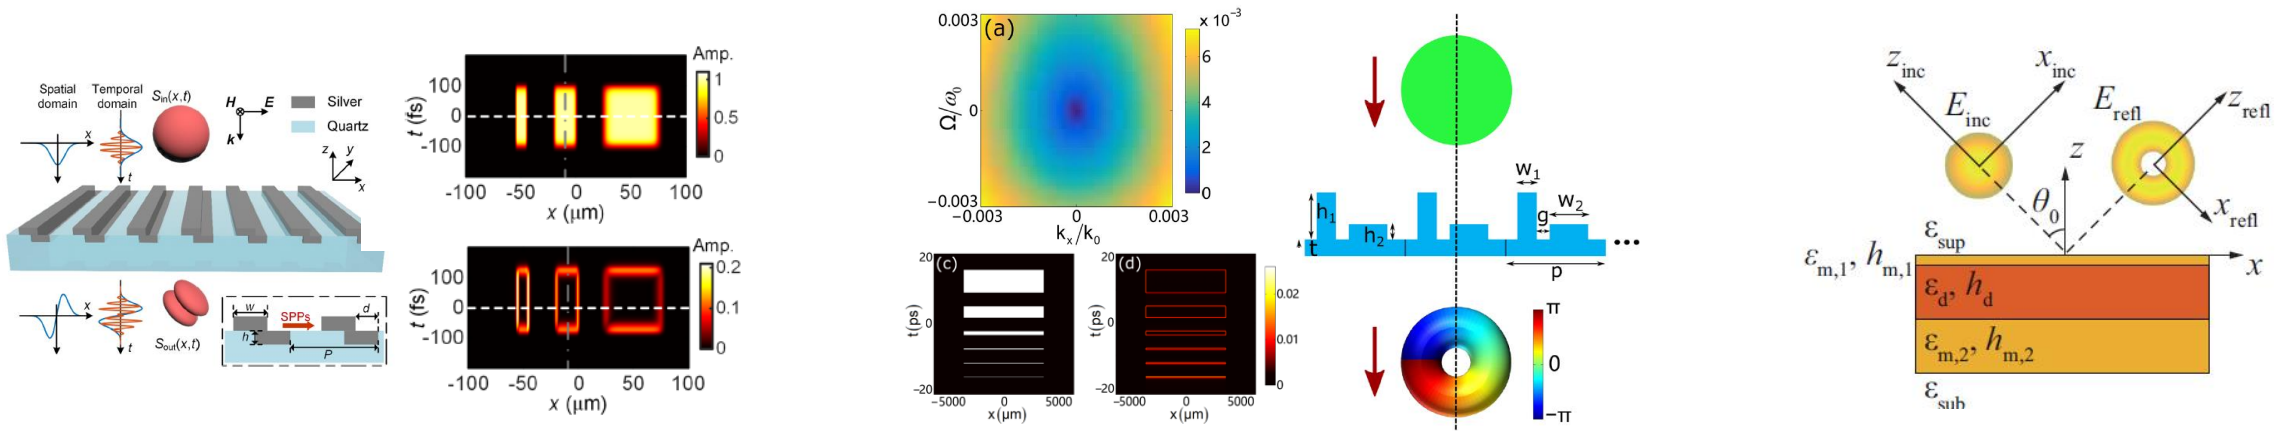 Spatial domain
Temporal domain
S_in(x,t)
H
E
k
Silver
Quartz
x
t
z
y
x
x
t
S_out(x,t)
w
SPPs
d
h
P
Amp.
1
0.5
0
t (fs)
100
0
-100
-100 -50 0 50 100
x (μm)
Amp.
0.2
0.1
0
t (fs)
100
0
-100
-100 -50 0 50 100
x (μm)
(a)
0.003
0
-0.003
Ω/ω₀
-0.003 0 0.003
kₓ/k₀
x 10⁻³
6
4
2
0
(c)
20
0
-20
t(ps)
-5000 0 5000
x(μm)
(d)
20
0
-20
t(ps)
-5000 0 5000
x(μm)
0.02
0.01
0
w₁
w₂
g
h₁
h₂
t
p
...
π
0
-π
z_inc
x_inc
E_inc
E_refl
z_refl
x_refl
z
θ₀
ε_sup
x
ε_m,1, h_m,1
ε_d, h_d
ε_m,2, h_m,2
ε_sub